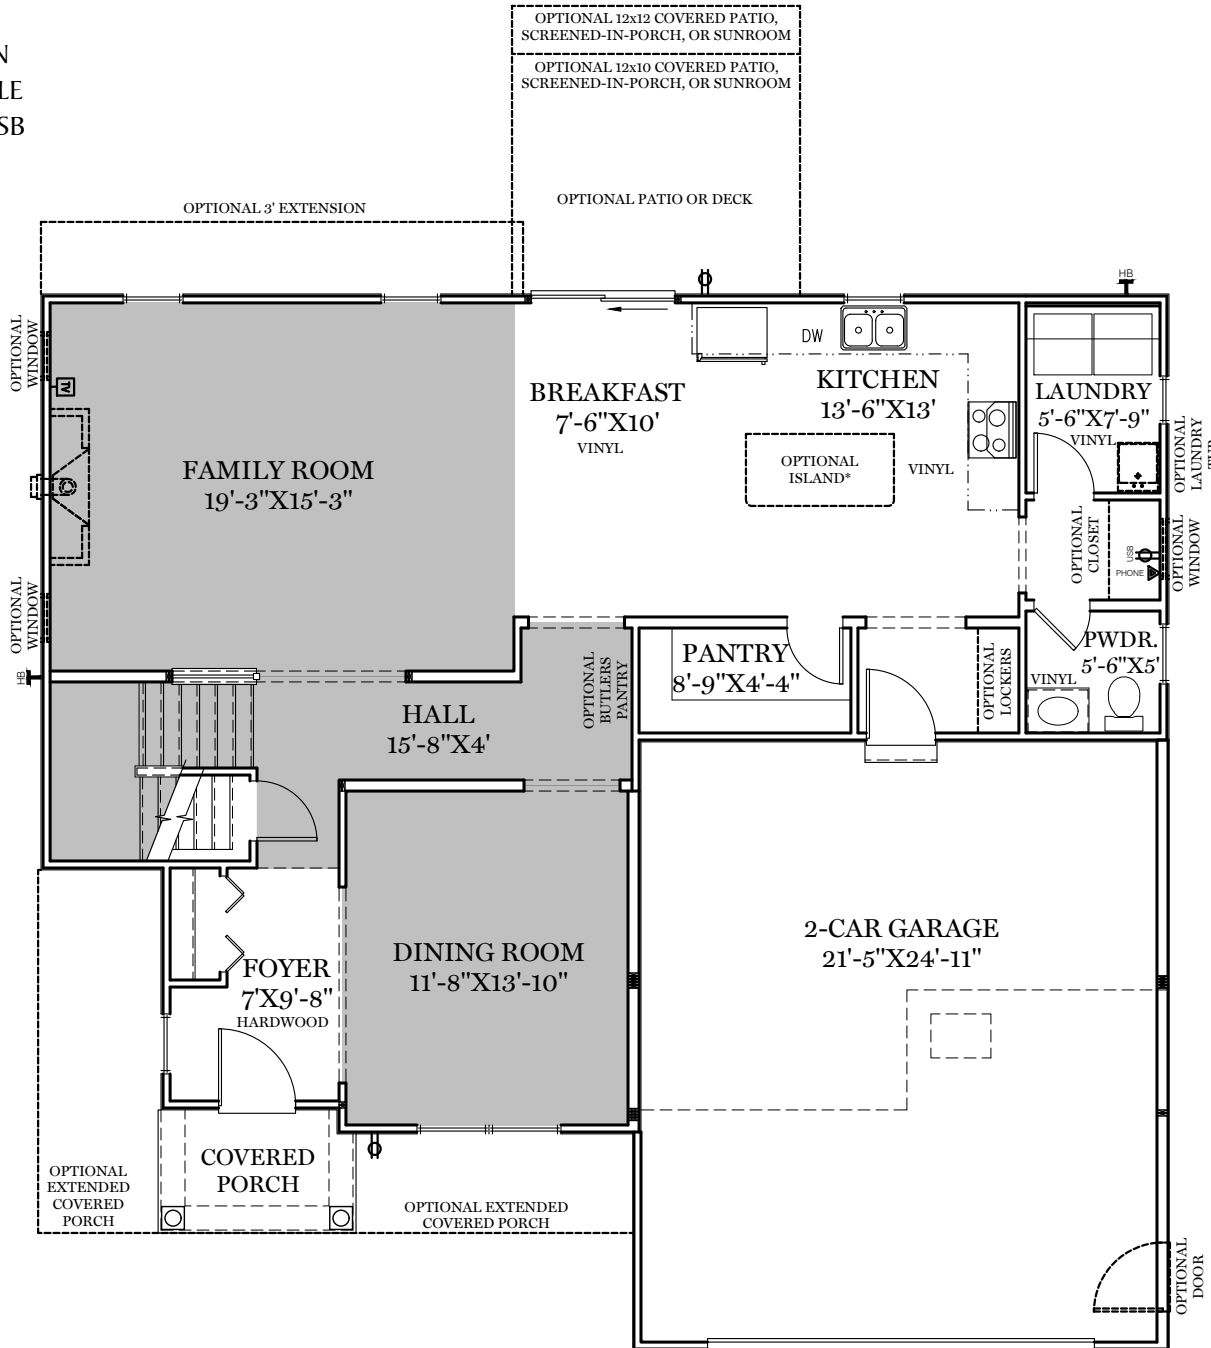 N
LE
SB
OPTIONAL 12x12 COVERED PATIO,
SCREENED-IN-PORCH, OR SUNROOM
OPTIONAL 12x10 COVERED PATIO,
SCREENED-IN-PORCH, OR SUNROOM
OPTIONAL PATIO OR DECK
OPTIONAL 3' EXTENSION
HB
OPTIONAL
WINDOW
TV
FAMILY ROOM
19'-3"X15'-3"
OPTIONAL
WINDOW
HB
BREAKFAST
7'-6"X10'
VINYL
DW
KITCHEN
13'-6"X13'
OPTIONAL
ISLAND*
VINYL
LAUNDRY
5'-6"X7'-9"
VINYL
OPTIONAL
LAUNDRY
TUB
OPTIONAL
CLOSET
USB
PHONE
OPTIONAL
WINDOW
PWDR.
5'-6"X5'
VINYL
PANTRY
8'-9"X4'-4"
OPTIONAL
LOCKERS
OPTIONAL
BUTLERS
PANTRY
HALL
15'-8"X4'
DINING ROOM
11'-8"X13'-10"
FOYER
7'X9'-8"
HARDWOOD
2-CAR GARAGE
21'-5"X24'-11"
COVERED
PORCH
OPTIONAL
EXTENDED
COVERED
PORCH
OPTIONAL EXTENDED
COVERED PORCH
OPTIONAL
DOOR